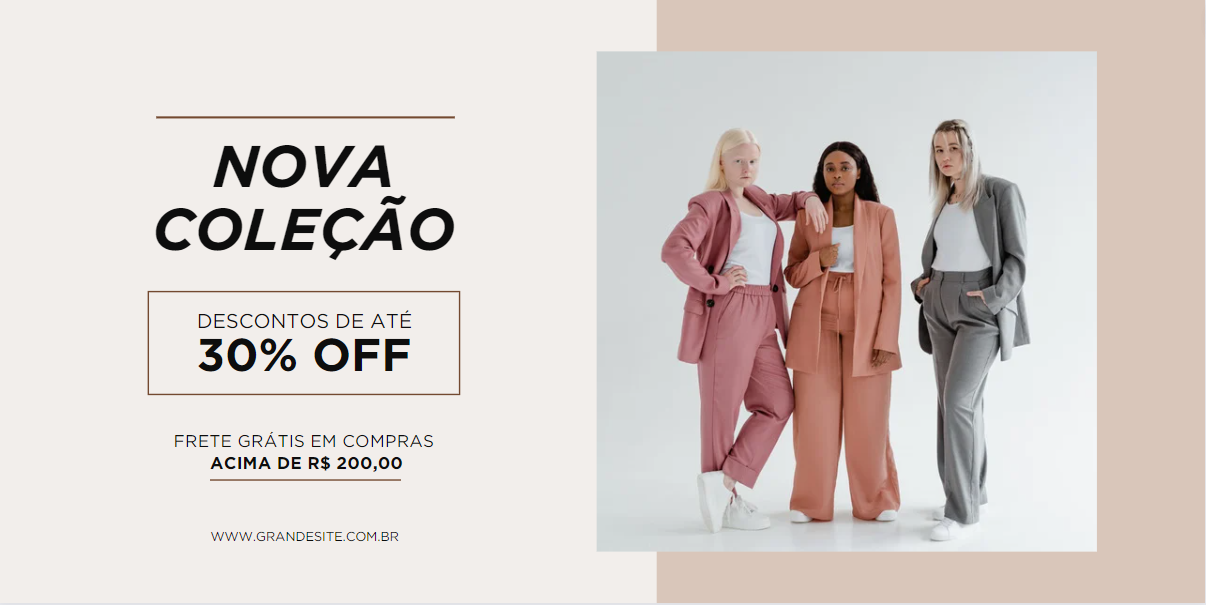 NOVA
COLEÇÃO
DESCONTOS DE ATÉ
30% OFF
FRETE GRÁTIS EM COMPRAS
ACIMA DE R$ 200,00
WWW.GRANDESITE.COM.BR